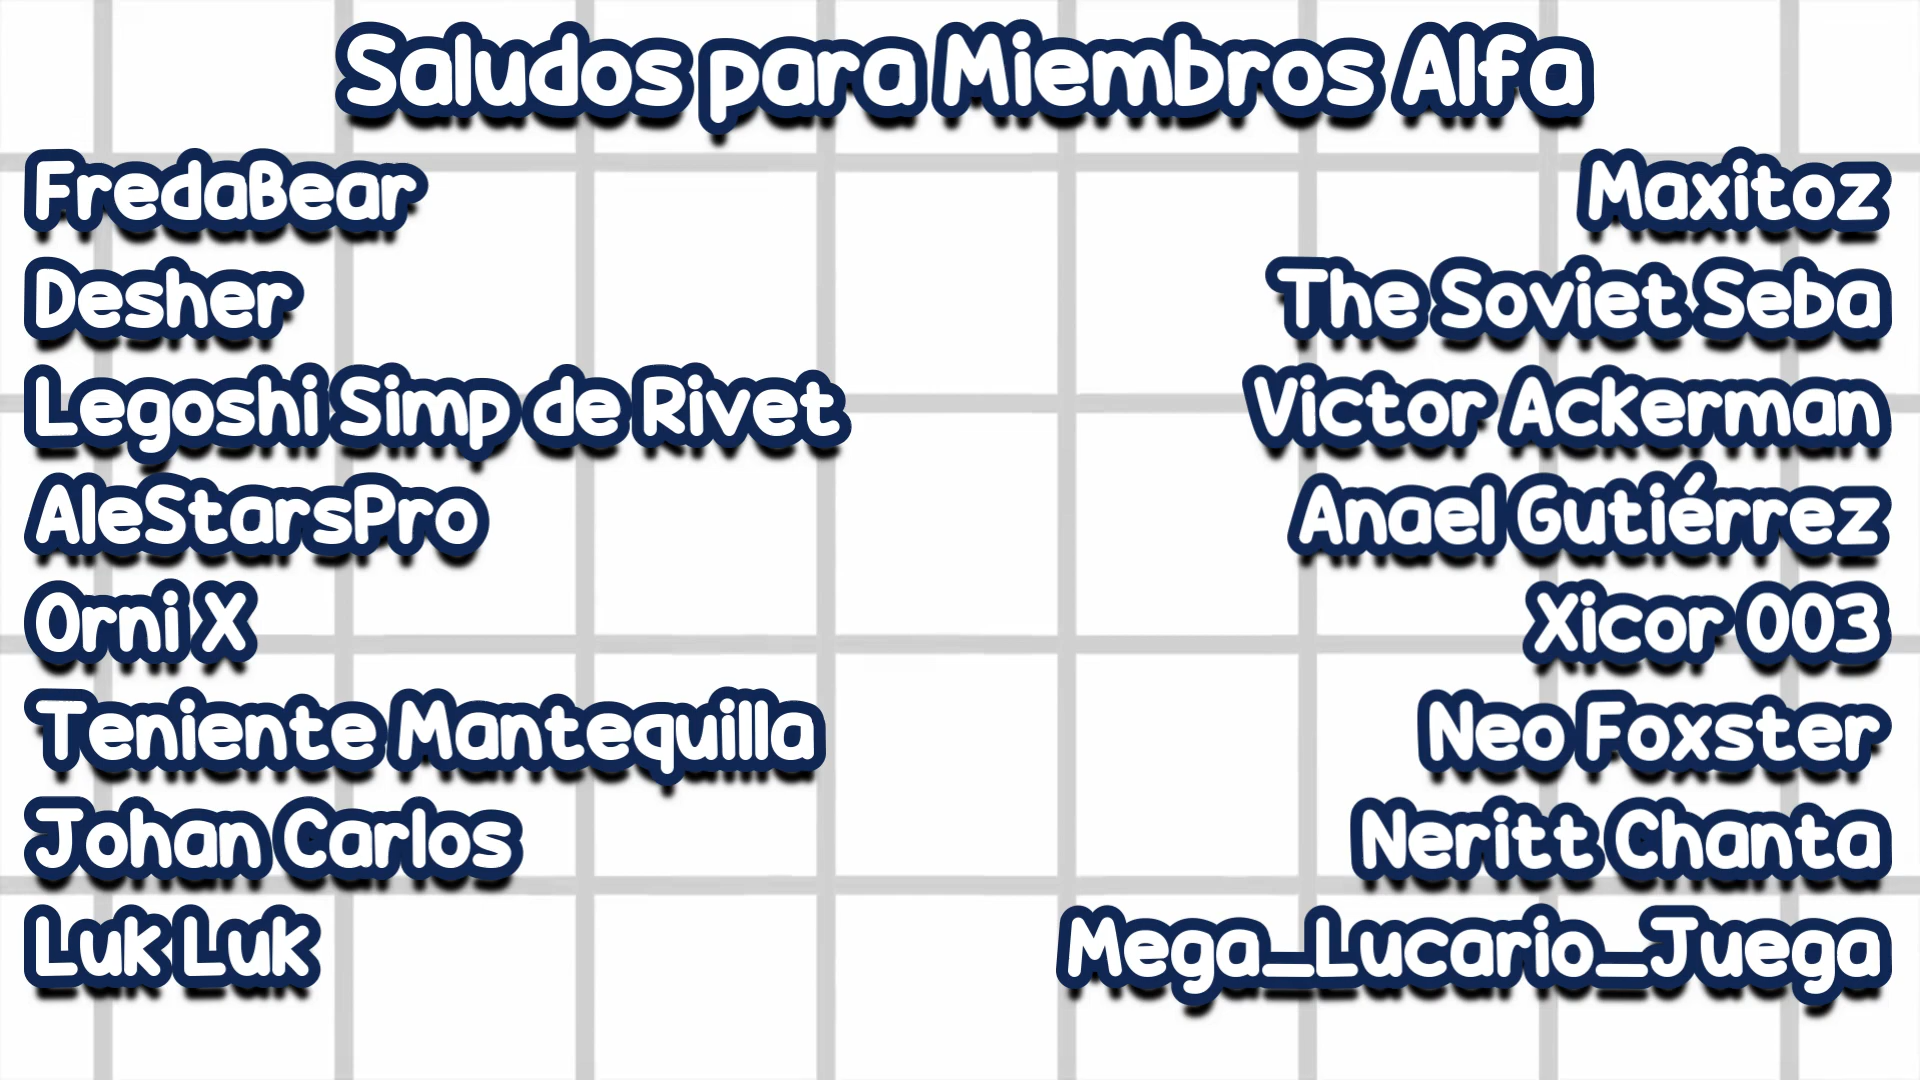 Saludos para Miembros Alfa
FredaBear
Desher
Legoshi Simp de Rivet
AleStarsPro
Orni X
Teniente Mantequilla
Johan Carlos
Luk Luk
Maxitoz
The Soviet Seba
Victor Ackerman
Anael Gutiérrez
Xicor 003
Neo Foxster
Neritt Chanta
Mega_Lucario_Juega